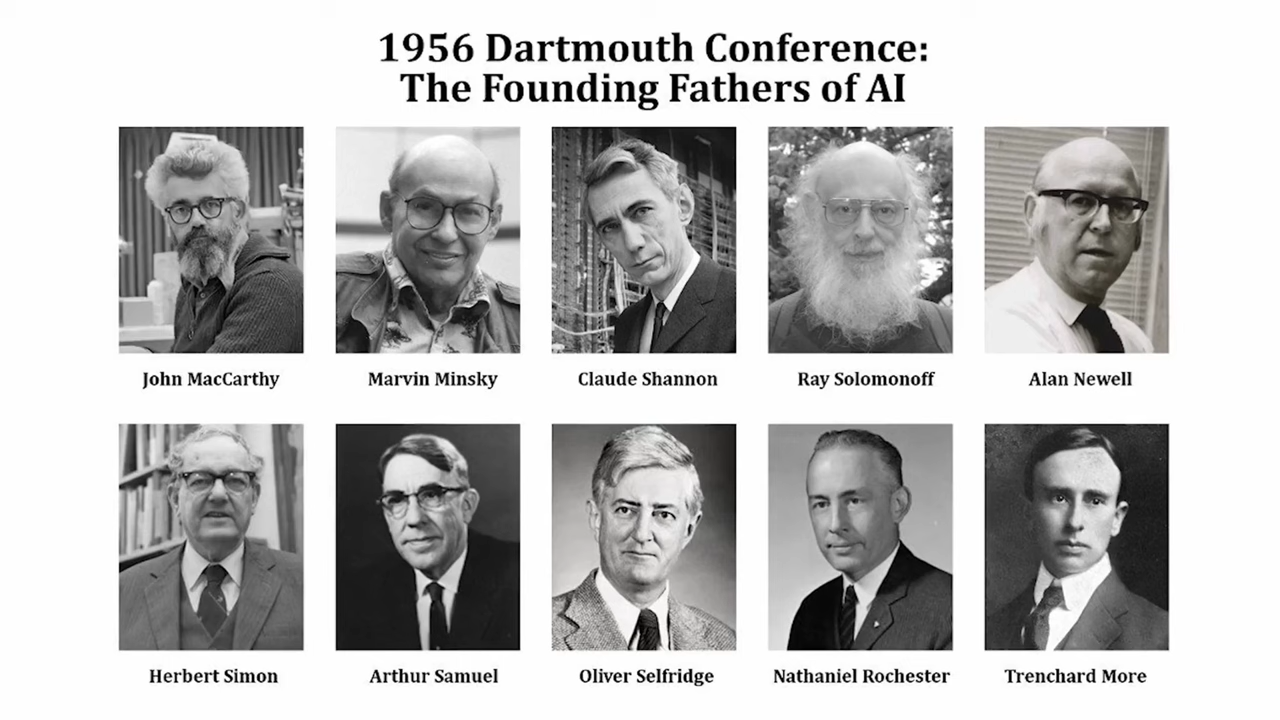 1956 Dartmouth Conference:
The Founding Fathers of AI
John MacCarthy
Marvin Minsky
Claude Shannon
Ray Solomonoff
Alan Newell
Herbert Simon
Arthur Samuel
Oliver Selfridge
Nathaniel Rochester
Trenchard More